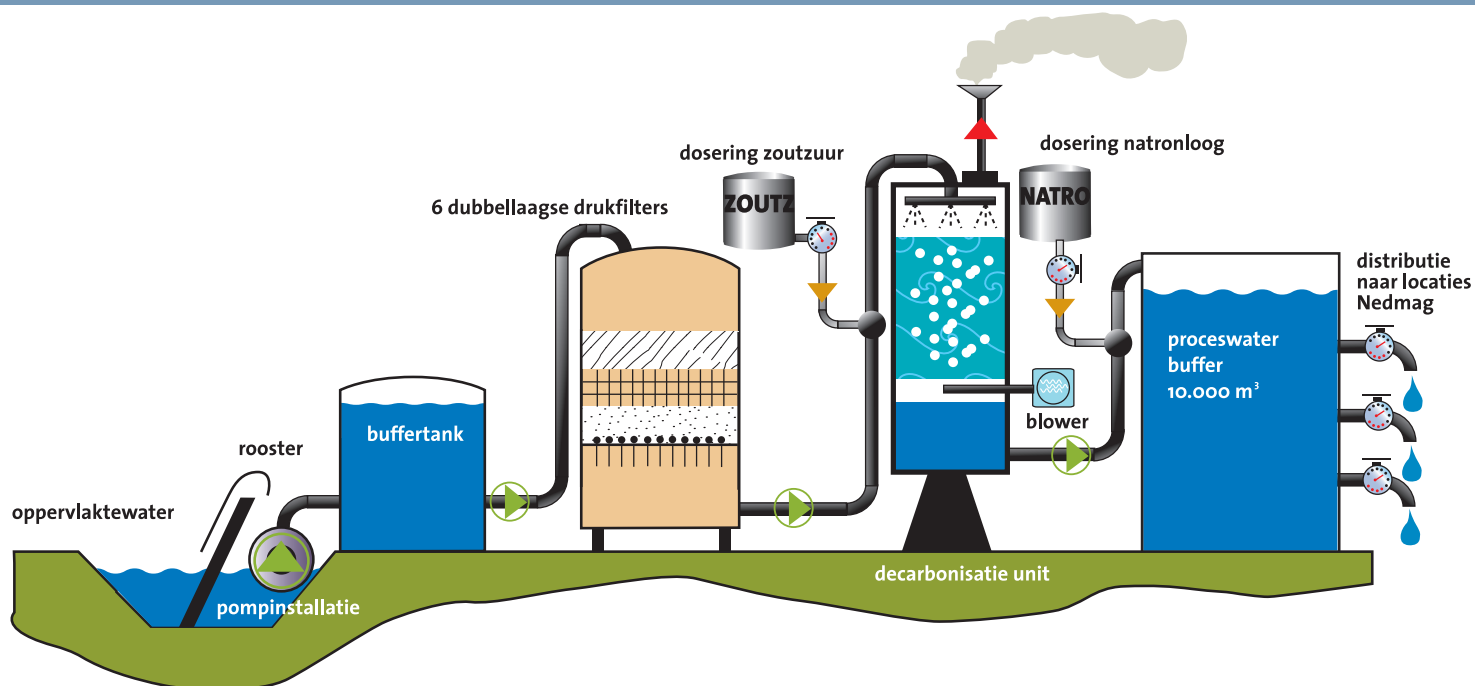 oppervlaktewater
rooster
pompinstallatie
buffertank
6 dubbellaagse drukfilters
dosering zoutzuur
ZOUTZ
decarbonisatie unit
blower
dosering natronloog
NATRO
proceswater
buffer
10.000 m³
distributie
naar locaties
Nedmag